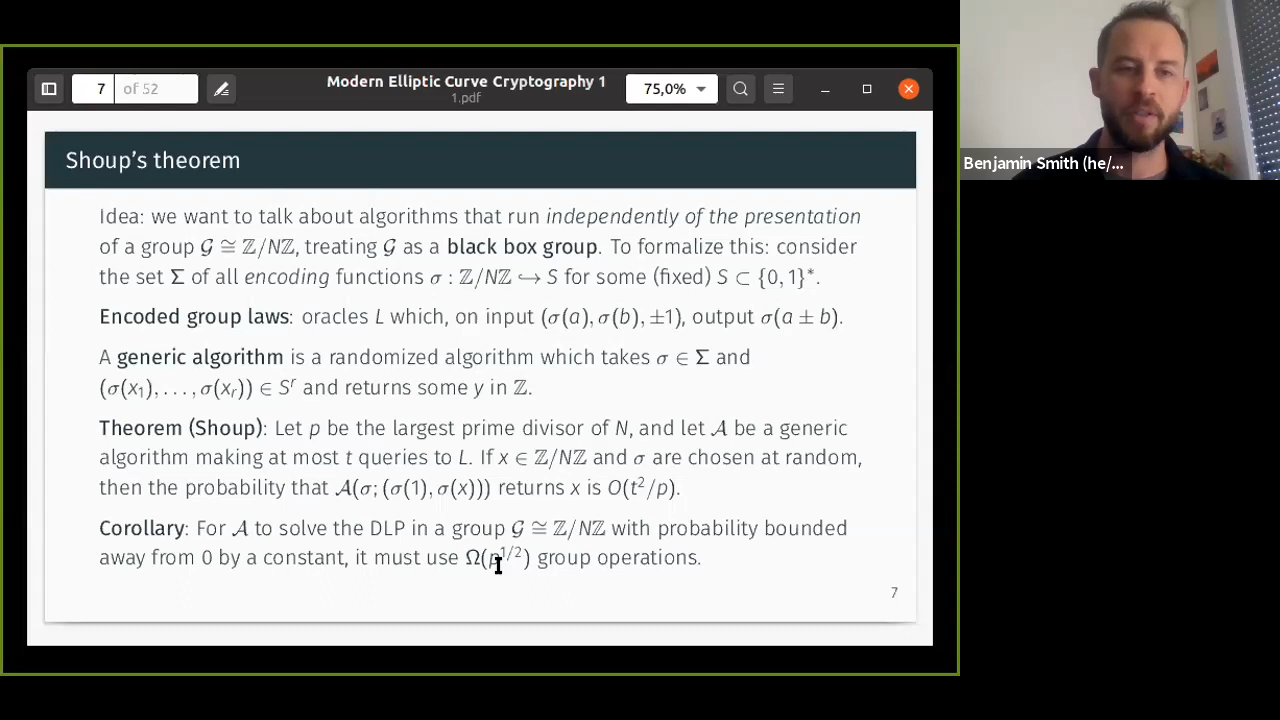 7 of 52
Modern Elliptic Curve Cryptography 1
1.pdf
75,0%
Benjamin Smith (he/...
Shoup's theorem
Idea: we want to talk about algorithms that run independently of the presentation
of a group 𝒢 ≅ ℤ/Nℤ, treating 𝒢 as a black box group. To formalize this: consider
the set Σ of all encoding functions σ : ℤ/Nℤ ↪ S for some (fixed) S ⊂ {0, 1}*.
Encoded group laws: oracles L which, on input (σ(a), σ(b), ±1), output σ(a ± b).
A generic algorithm is a randomized algorithm which takes σ ∈ Σ and
(σ(x₁), . . . , σ(xᵣ)) ∈ Sʳ and returns some y in ℤ.
Theorem (Shoup): Let p be the largest prime divisor of N, and let 𝒜 be a generic
algorithm making at most t queries to L. If x ∈ ℤ/Nℤ and σ are chosen at random,
then the probability that 𝒜(σ; (σ(1), σ(x))) returns x is O(t²/p).
Corollary: For 𝒜 to solve the DLP in a group 𝒢 ≅ ℤ/Nℤ with probability bounded
away from 0 by a constant, it must use Ω(p^1/2) group operations.
7